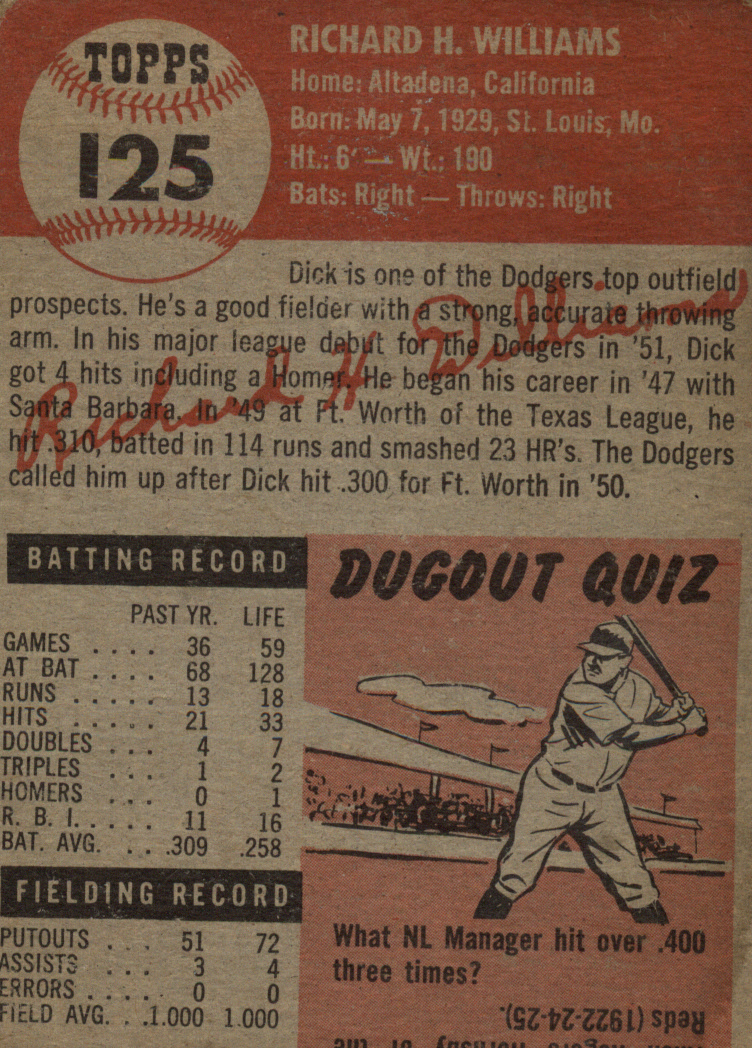 TOPPS
125
RICHARD H. WILLIAMS
Home: Altadena, California
Born: May 7, 1929, St. Louis, Mo.
Ht.: 6' — Wt.: 190
Bats: Right — Throws: Right
Dick is one of the Dodgers top outfield
prospects. He's a good fielder with a strong, accurate throwing
arm. In his major league debut for the Dodgers in '51, Dick
got 4 hits including a Homer. He began his career in '47 with
Santa Barbara. In '49 at Ft. Worth of the Texas League, he
hit .310, batted in 114 runs and smashed 23 HR's. The Dodgers
called him up after Dick hit .300 for Ft. Worth in '50.
Richard H Williams
BATTING RECORD
PAST YR. LIFE
GAMES .... 36 59
AT BAT .... 68 128
RUNS ..... 13 18
HITS ..... 21 33
DOUBLES ... 4 7
TRIPLES ... 1 2
HOMERS ... 0 1
R. B. I. .... 11 16
BAT. AVG. ... .309 .258
FIELDING RECORD
PUTOUTS ... 51 72
ASSISTS ... 3 4
ERRORS .... 0 0
FIELD AVG. . .1.000 1.000
DUGOUT QUIZ
What NL Manager hit over .400
three times?
Reds (1922-24-25).